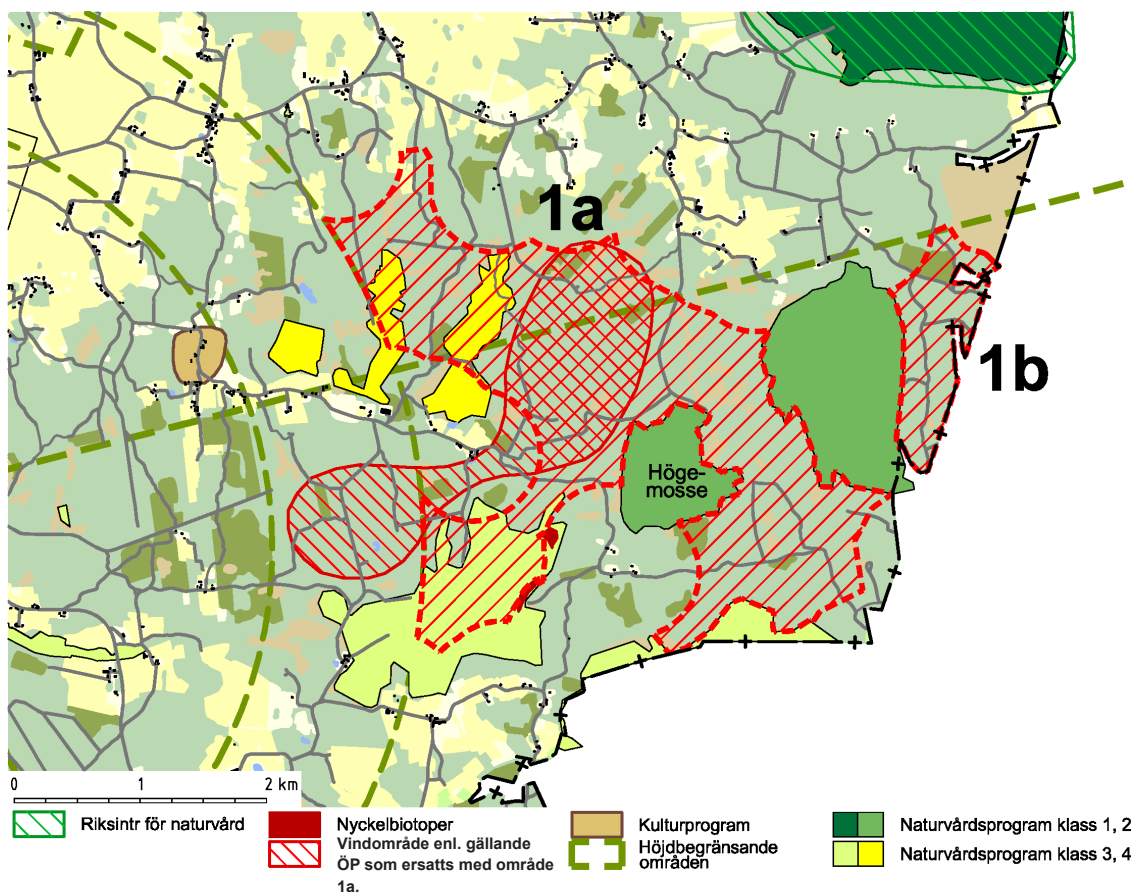 1a
1b
Höge-
mosse
0 1 2 km
Riksintr för naturvård
Nyckelbiotoper
Vindområde enl. gällande
ÖP som ersatts med område
1a.
Kulturprogram
Höjdbegränsande
områden
Naturvårdsprogram klass 1, 2
Naturvårdsprogram klass 3, 4